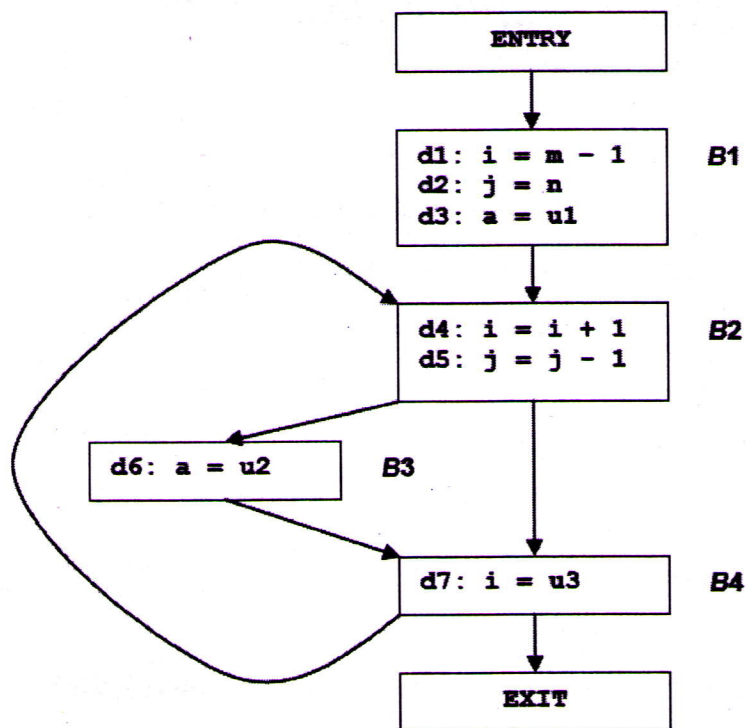 ENTRY
d1: i = m - 1
d2: j = n
d3: a = u1
B1
d4: i = i + 1
d5: j = j - 1
B2
d6: a = u2
B3
d7: i = u3
B4
EXIT